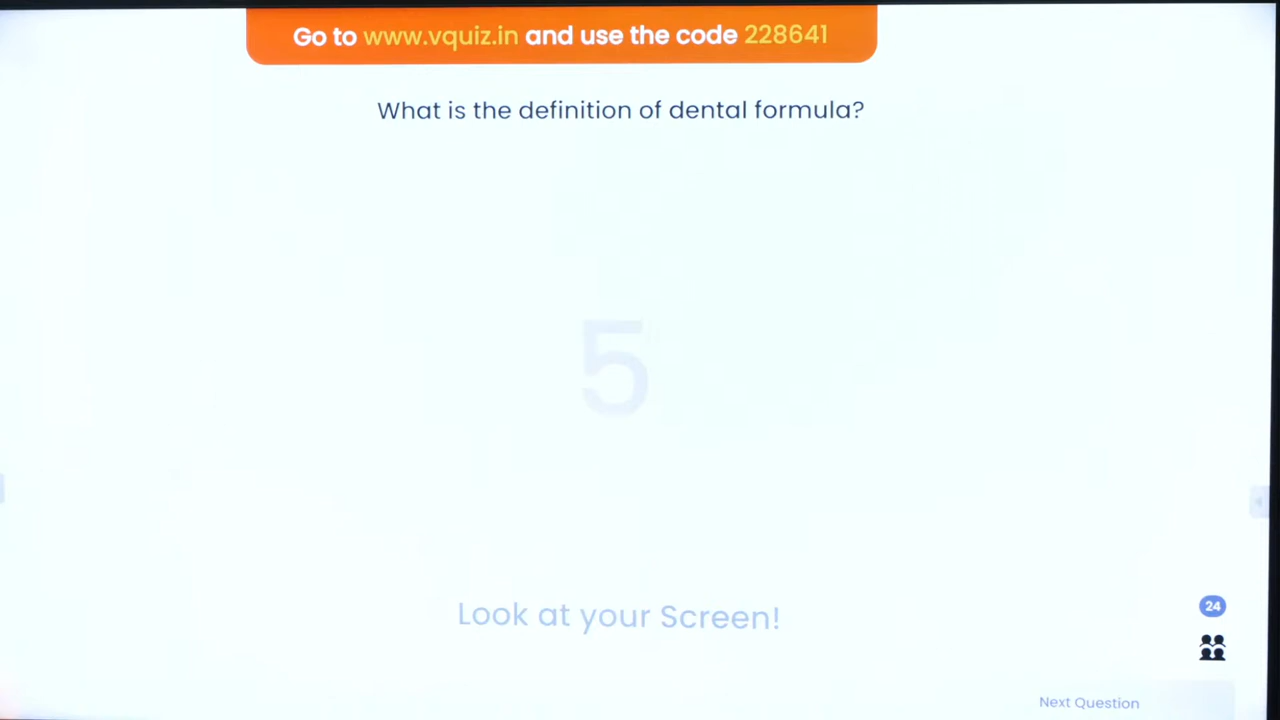 Go to www.vquiz.in and use the code 228641
What is the definition of dental formula?
5
Look at your Screen!
24
Next Question